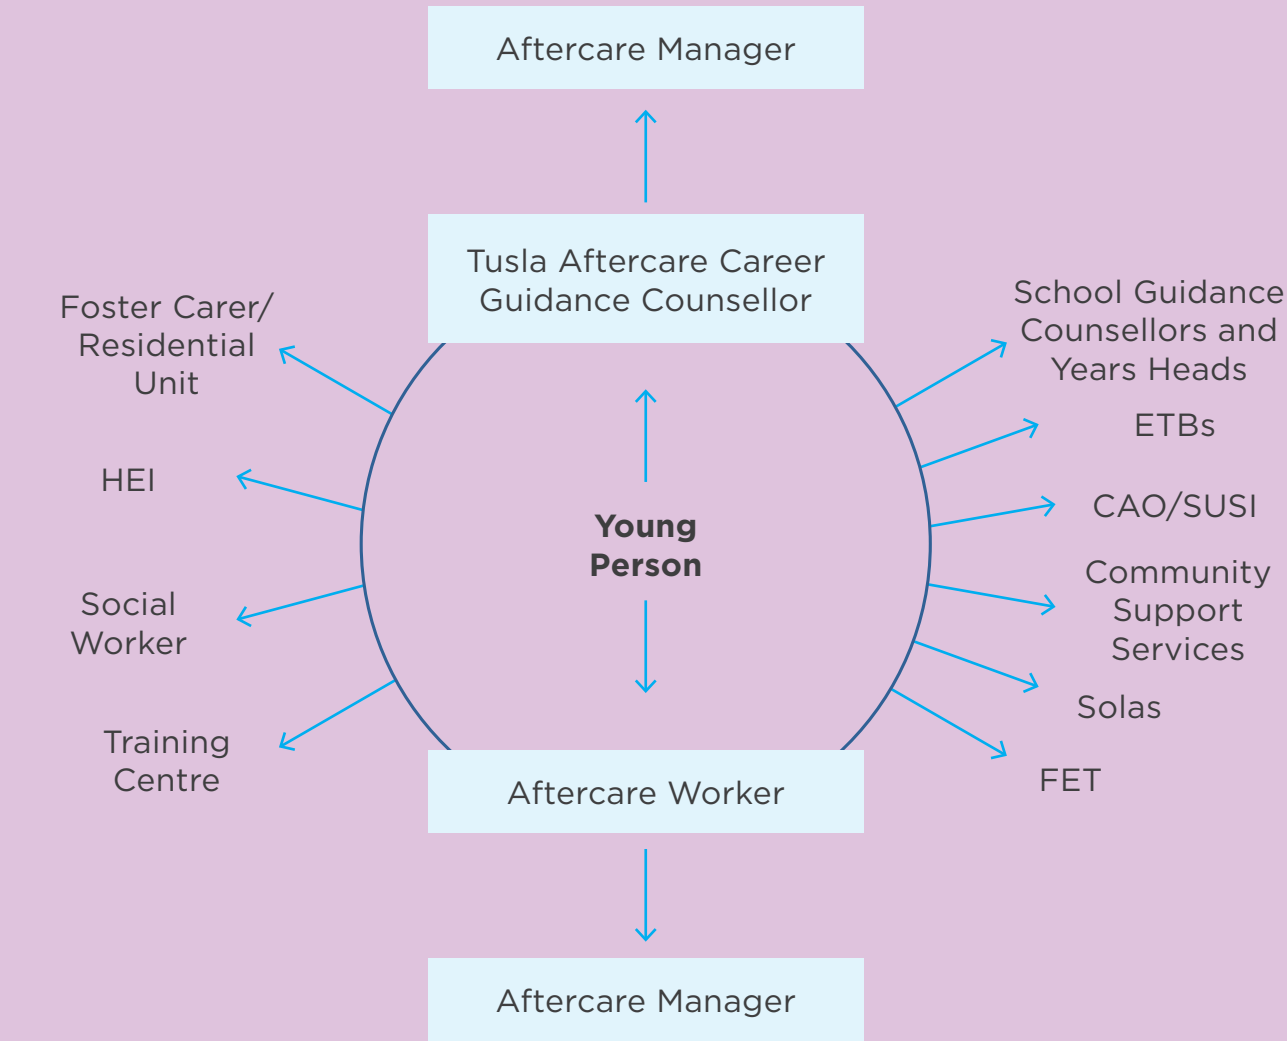 Aftercare Manager
Tusla Aftercare Career
Guidance Counsellor
Foster Carer/
Residential
Unit
HEI
Social
Worker
Training
Centre
Young
Person
School Guidance
Counsellors and
Years Heads
ETBs
CAO/SUSI
Community
Support
Services
Solas
FET
Aftercare Worker
Aftercare Manager